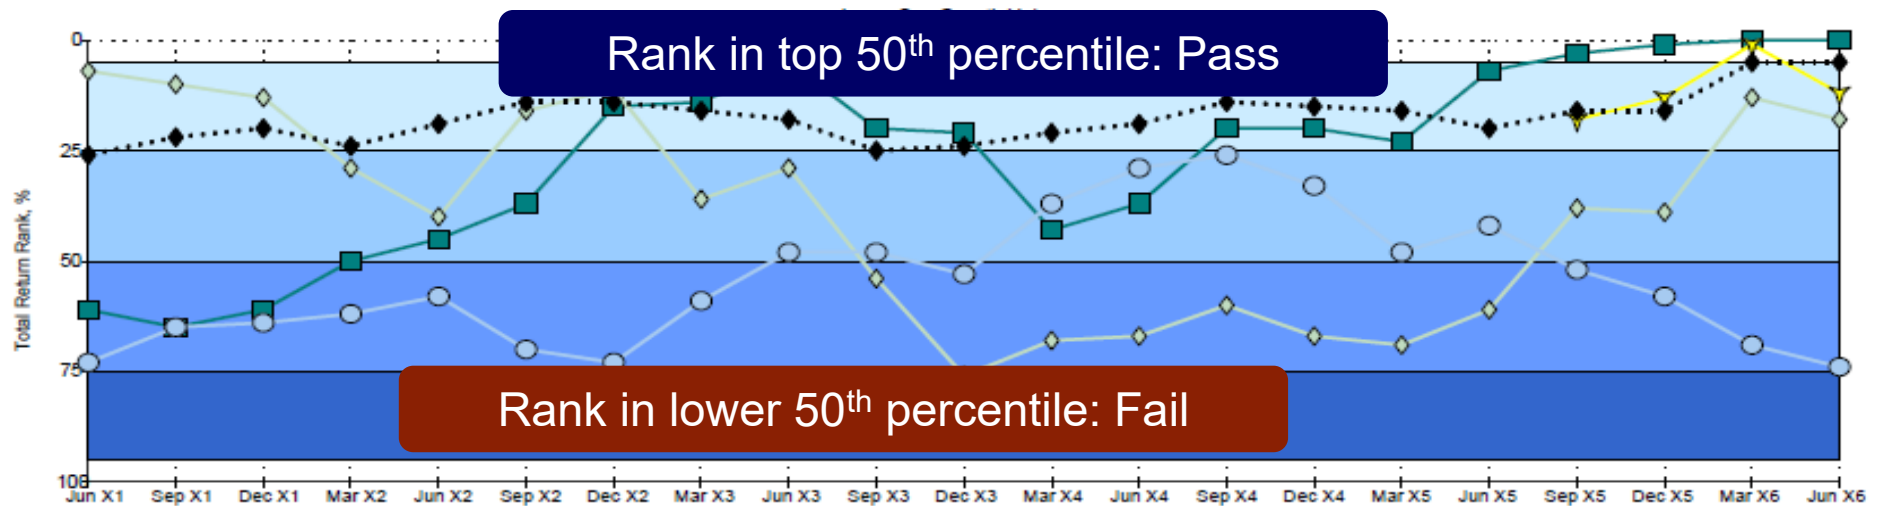 Rank in top 50th percentile: Pass
0
25
50
75
100
Total Return Rank, %
Rank in lower 50th percentile: Fail
Jun X1 Sep X1 Dec X1 Mar X2 Jun X2 Sep X2 Dec X2 Mar X3 Jun X3 Sep X3 Dec X3 Mar X4 Jun X4 Sep X4 Dec X4 Mar X5 Jun X5 Sep X5 Dec X5 Mar X6 Jun X6